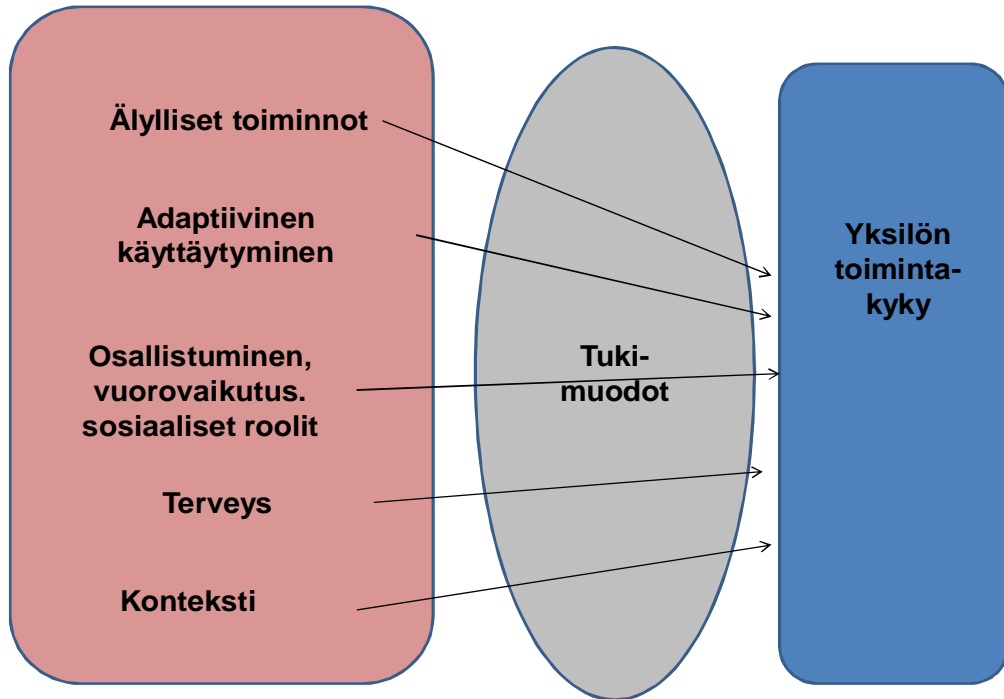 Älylliset toiminnot
Adaptiivinen
käyttäytyminen
Osallistuminen,
vuorovaikutus.
sosiaaliset roolit
Terveys
Konteksti
Tuki-
muodot
Yksilön
toiminta-
kyky